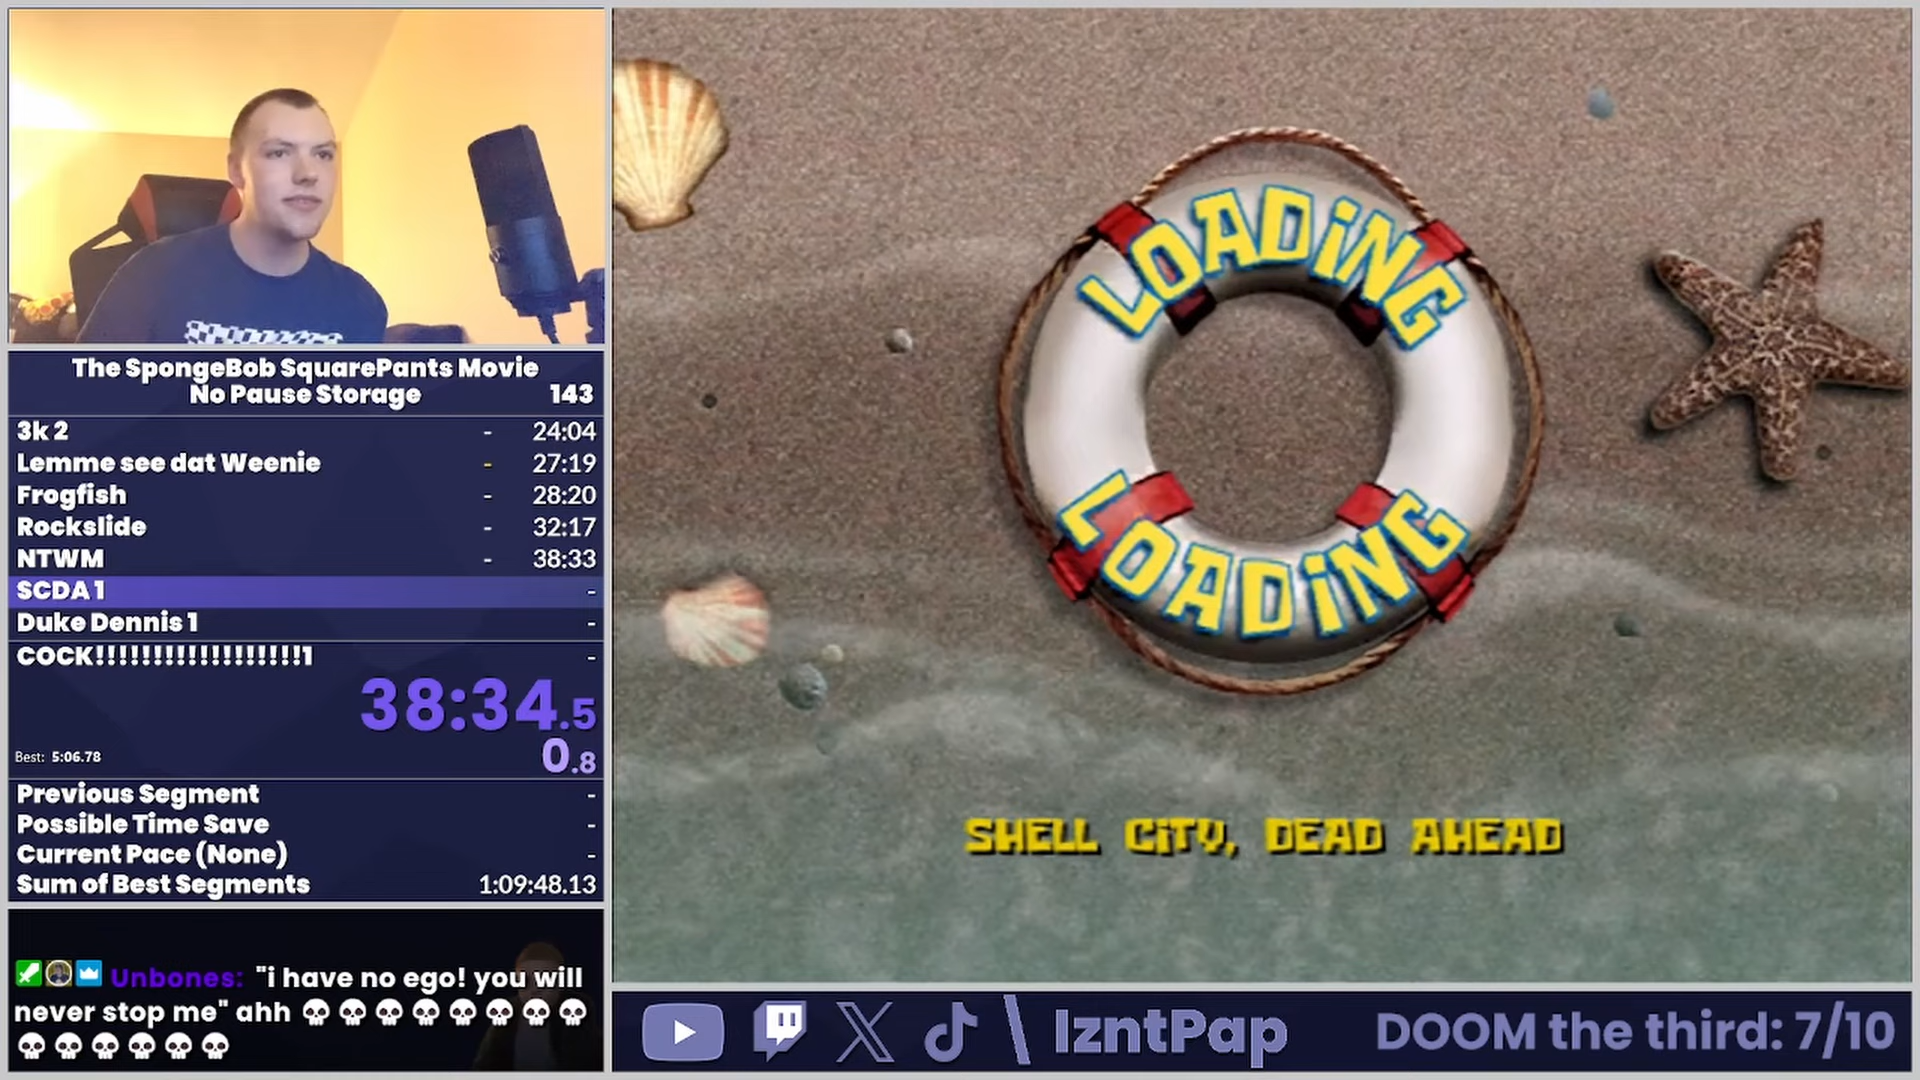 The SpongeBob SquarePants Movie
No Pause Storage 143
3k 2 - 24:04
Lemme see dat Weenie - 27:19
Frogfish - 28:20
Rockslide - 32:17
NTWM - 38:33
SCDA 1 -
Duke Dennis 1 -
COCK!!!!!!!!!!!!!!!!!!1 -
38:34.5
Best: 5:06.78 0.8
Previous Segment -
Possible Time Save -
Current Pace (None) -
Sum of Best Segments 1:09:48.13
Unbones: "i have no ego! you will
never stop me" ahh 💀💀💀💀💀💀💀💀
💀💀💀💀💀💀
LOADiNG
LOADiNG
SHELL CiTY, DEAD AHEAD
\ IzntPap DOOM the third: 7/10